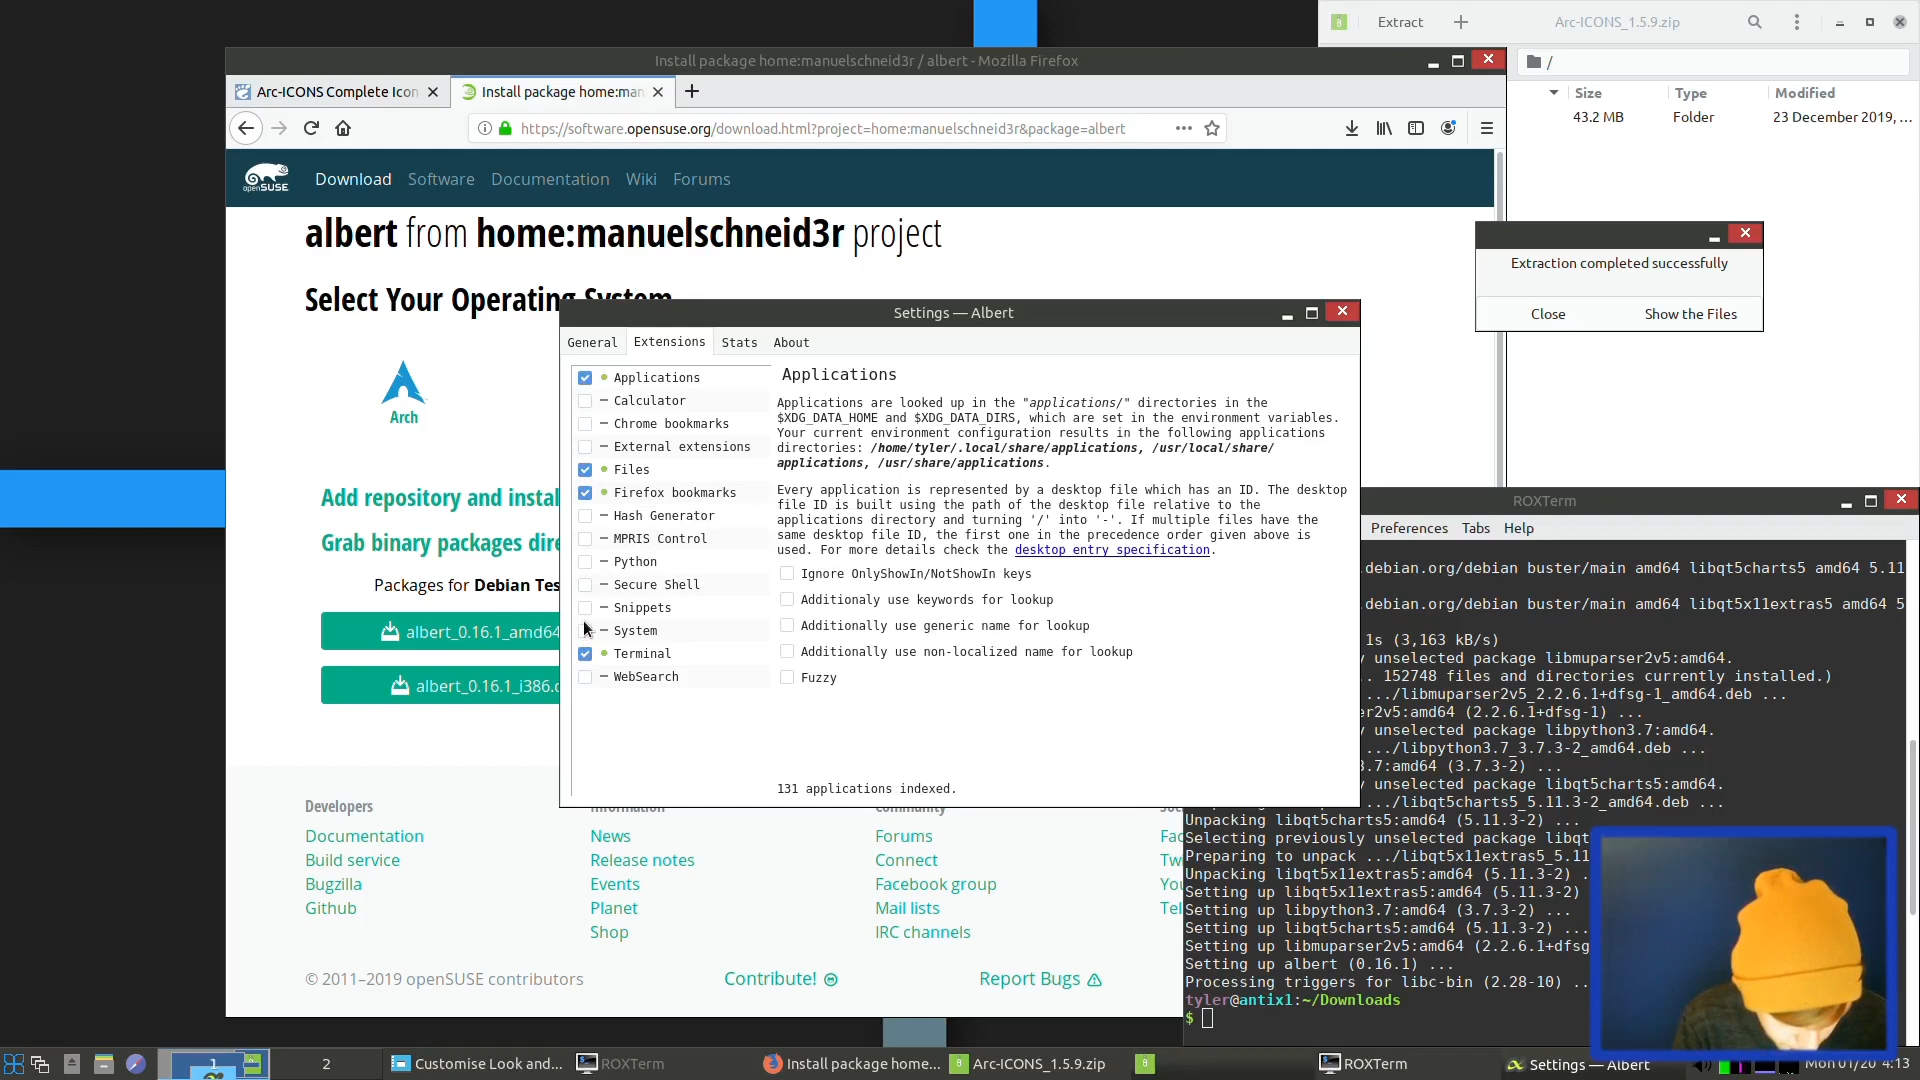 Extract
Arc-ICONS_1.5.9.zip
Install package home:manuelschneid3r / albert - Mozilla Firefox
/
Arc-ICONS Complete Icon
Install package home:man
Size
Type
Modified
43.2 MB
Folder
23 December 2019, ...
https://software.opensuse.org/download.html?project=home:manuelschneid3r&package=albert
openSUSE
Download
Software
Documentation
Wiki
Forums
albert from home:manuelschneid3r project
Select Your Operating System
Extraction completed successfully
Close
Show the Files
Arch
Add repository and instal
Grab binary packages dire
Packages for Debian Tes
albert_0.16.1_amd64
albert_0.16.1_i386.d
Settings — Albert
General
Extensions
Stats
About
Applications
Calculator
Chrome bookmarks
External extensions
Files
Firefox bookmarks
Hash Generator
MPRIS Control
Python
Secure Shell
Snippets
System
Terminal
WebSearch
Applications
Applications are looked up in the "applications/" directories in the
$XDG_DATA_HOME and $XDG_DATA_DIRS, which are set in the environment variables.
Your current environment configuration results in the following applications
directories: /home/tyler/.local/share/applications, /usr/local/share/
applications, /usr/share/applications.
Every application is represented by a desktop file which has an ID. The desktop
file ID is built using the path of the desktop file relative to the
applications directory and turning '/' into '-'. If multiple files have the
same desktop file ID, the first one in the precedence order given above is
used. For more details check the desktop entry specification.
Ignore OnlyShowIn/NotShowIn keys
Additionaly use keywords for lookup
Additionally use generic name for lookup
Additionally use non-localized name for lookup
Fuzzy
131 applications indexed.
ROXTerm
Preferences
Tabs
Help
.debian.org/debian buster/main amd64 libqt5charts5 amd64 5.11
.debian.org/debian buster/main amd64 libqt5x11extras5 amd64 5
1s (3,163 kB/s)
unselected package libmuparser2v5:amd64.
. 152748 files and directories currently installed.)
.../libmuparser2v5_2.2.6.1+dfsg-1_amd64.deb ...
r2v5:amd64 (2.2.6.1+dfsg-1) ...
unselected package libpython3.7:amd64.
.../libpython3.7_3.7.3-2_amd64.deb ...
.7:amd64 (3.7.3-2) ...
unselected package libqt5charts5:amd64.
.../libqt5charts5_5.11.3-2_amd64.deb ...
Unpacking libqt5charts5:amd64 (5.11.3-2) ...
Selecting previously unselected package libqt
Preparing to unpack .../libqt5x11extras5_5.11
Unpacking libqt5x11extras5:amd64 (5.11.3-2) .
Setting up libqt5x11extras5:amd64 (5.11.3-2)
Setting up libpython3.7:amd64 (3.7.3-2) ...
Setting up libqt5charts5:amd64 (5.11.3-2) ...
Setting up libmuparser2v5:amd64 (2.2.6.1+dfsg
Setting up albert (0.16.1) ...
Processing triggers for libc-bin (2.28-10) ..
tyler@antix1:~/Downloads
$
Developers
Documentation
Build service
Bugzilla
Github
Information
News
Release notes
Events
Planet
Shop
Community
Forums
Connect
Facebook group
Mail lists
IRC channels
Fac
Tw
You
Tel
© 2011–2019 openSUSE contributors
Contribute!
Report Bugs
1
2
Customise Look and...
ROXTerm
Install package home...
Arc-ICONS_1.5.9.zip
ROXTerm
Settings — Albert
Mon 01/20 4:13